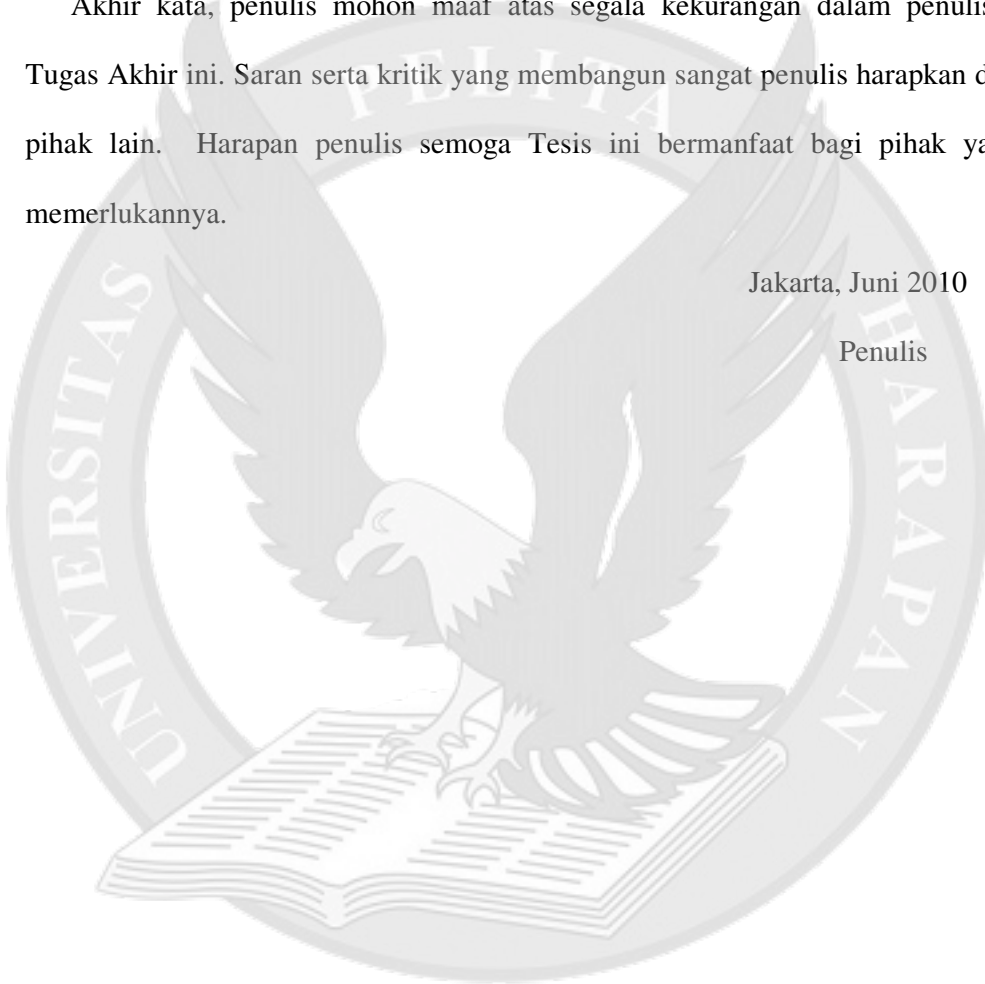 Akhir kata, penulis mohon maaf atas segala kekurangan dalam penulis
Tugas Akhir ini. Saran serta kritik yang membangun sangat penulis harapkan d
pihak lain. Harapan penulis semoga Tesis ini bermanfaat bagi pihak ya
memerlukannya.
Jakarta, Juni 2010
Penulis
UNIVERSITAS PELITA HARAPAN